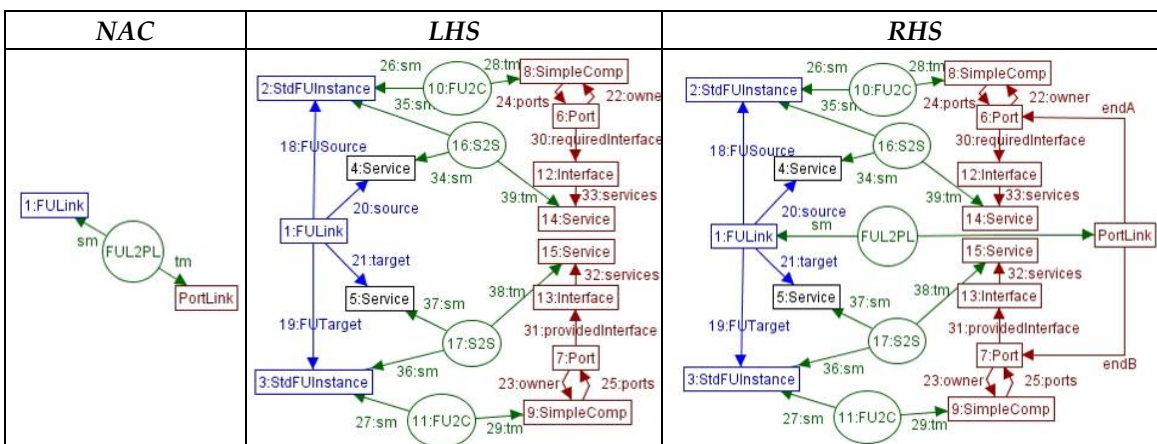 NAC
LHS
RHS
1:FULink
sm
FUL2PL
tm
PortLink
26:sm
10:FU2C
28:tm
8:SimpleComp
2:StdFUInstance
35:sm
24:ports
22:owner
6:Port
18:FUSource
16:S2S
30:requiredInterface
4:Service
34:sm
12:Interface
20:source
39:tm
33:services
14:Service
1:FULink
15:Service
21:target
32:services
5:Service
38:tm
13:Interface
37:sm
19:FUTarget
31:providedInterface
17:S2S
7:Port
36:sm
3:StdFUInstance
23:owner
25:ports
27:sm
11:FU2C
29:tm
9:SimpleComp
26:sm
10:FU2C
28:tm
8:SimpleComp
2:StdFUInstance
35:sm
24:ports
22:owner
endA
6:Port
18:FUSource
16:S2S
30:requiredInterface
4:Service
34:sm
12:Interface
20:source
39:tm
33:services
14:Service
sm
1:FULink
FUL2PL
PortLink
15:Service
21:target
32:services
5:Service
38:tm
13:Interface
37:sm
19:FUTarget
31:providedInterface
17:S2S
7:Port
36:sm
endB
3:StdFUInstance
23:owner
25:ports
27:sm
11:FU2C
29:tm
9:SimpleComp